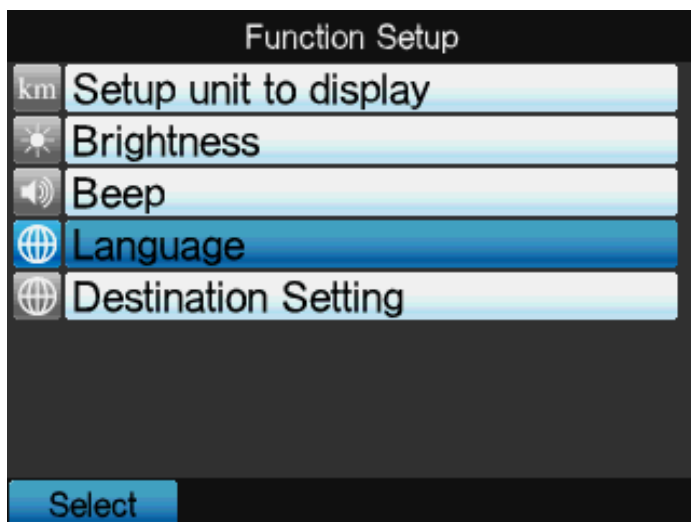 Function Setup
km Setup unit to display
Brightness
Beep
Language
Destination Setting
Select